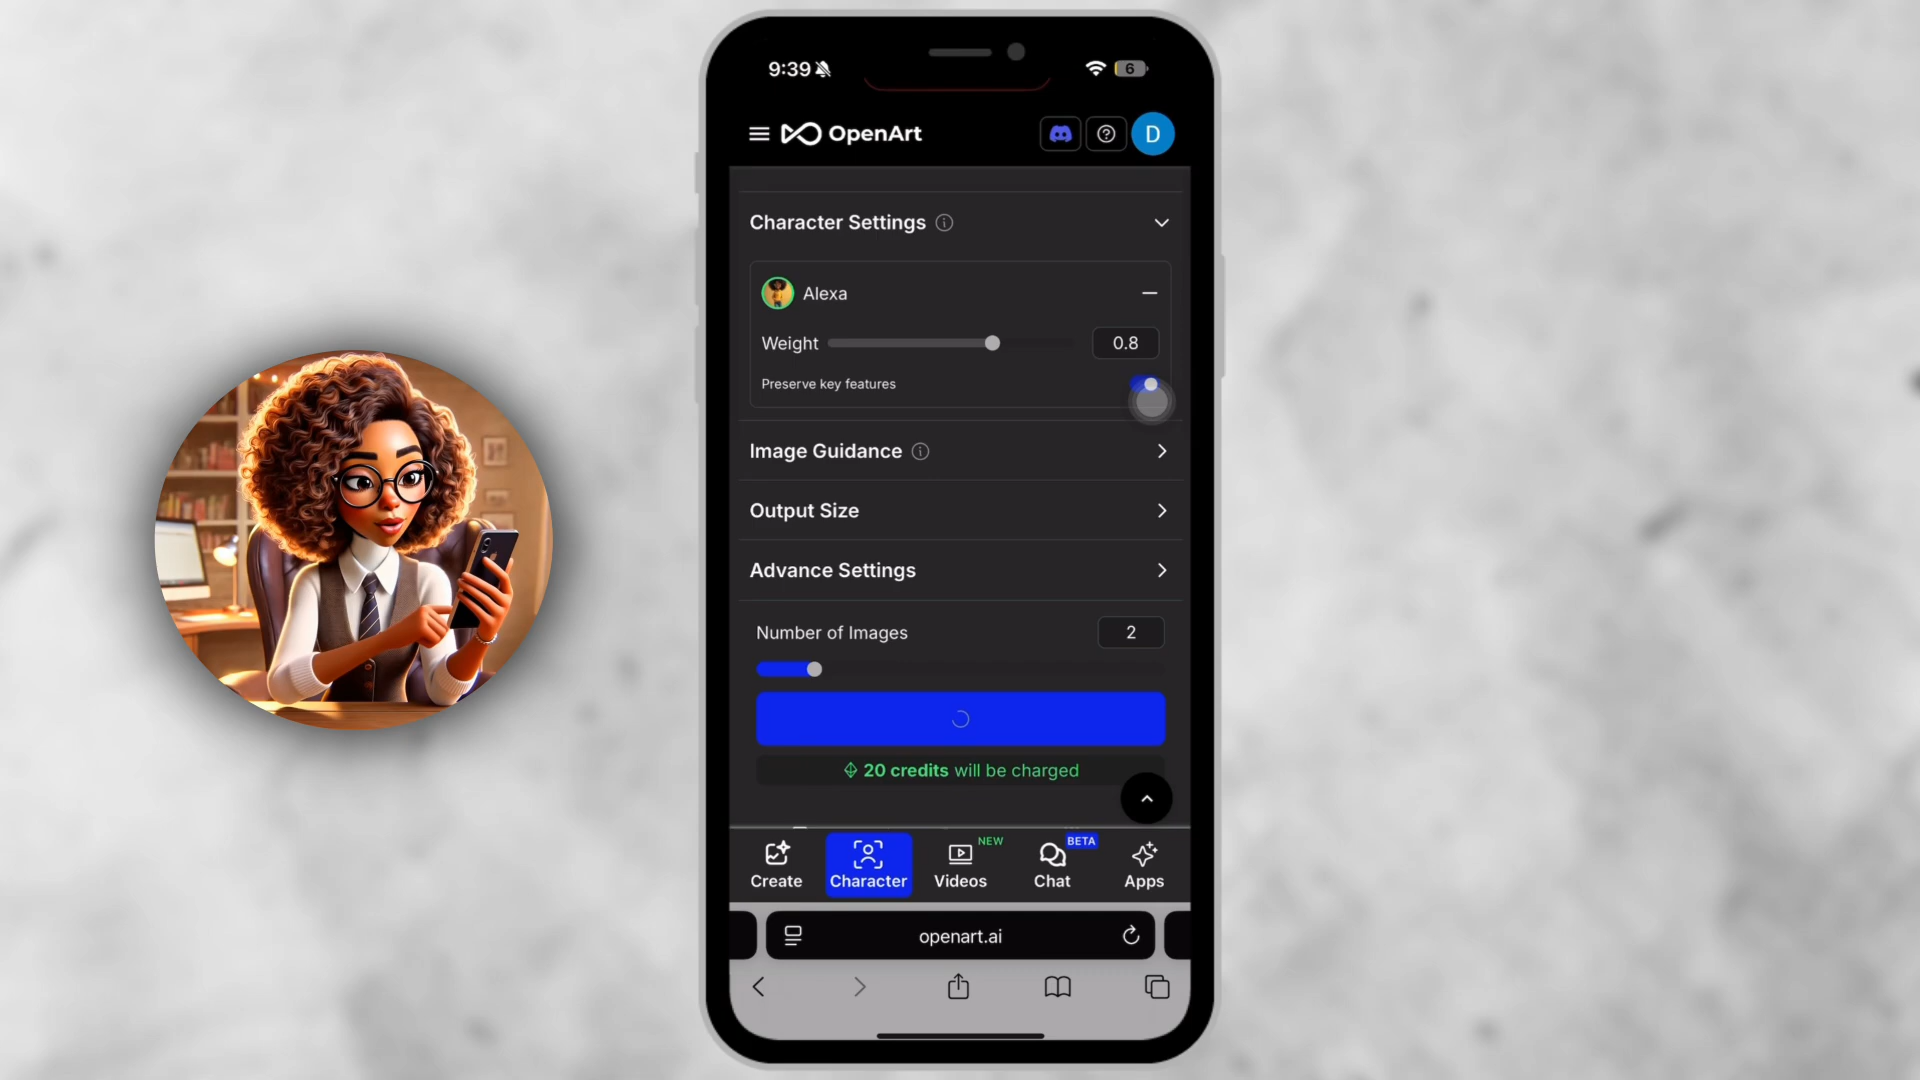 9:39
6
OpenArt
D
Character Settings
Alexa
Weight
0.8
Preserve key features
Image Guidance
Output Size
Advance Settings
Number of Images
2
20 credits will be charged
NEW
BETA
Create
Character
Videos
Chat
Apps
openart.ai